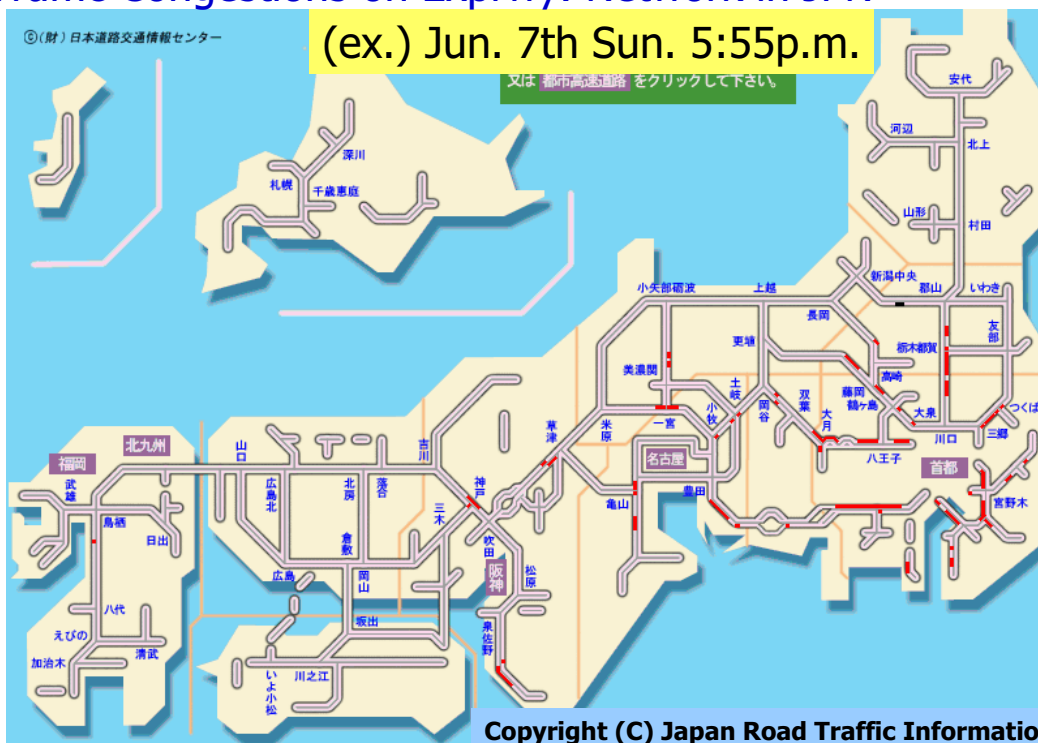 Traffic Congestions on ExpHwy. Network in JPN
(ex.) Jun. 7th Sun. 5:55p.m.
©(財)日本道路交通情報センター
又は 都市高速道路 をクリックして下さい。
安代
河辺
北上
深川
札幌
千歳恵庭
山形
村田
新潟中央
郡山
いわき
小矢部砺波
上越
長岡
友部
更埴
栃木都賀
美濃関
高崎
土岐
藤岡
鶴ヶ島
つくば
岡谷
双葉
大月
大泉
小牧
一宮
米原
川口
三郷
草津
吉川
八王子
首都
北九州
山口
名古屋
福岡
武雄
広島北
北房
落合
神戸
三木
亀山
豊田
宮野木
鳥栖
日出
倉敷
吹田
松原
阪神
広島
岡山
八代
坂出
泉佐野
えびの
清武
加治木
いよ小松
川之江
Copyright (C) Japan Road Traffic Informatio